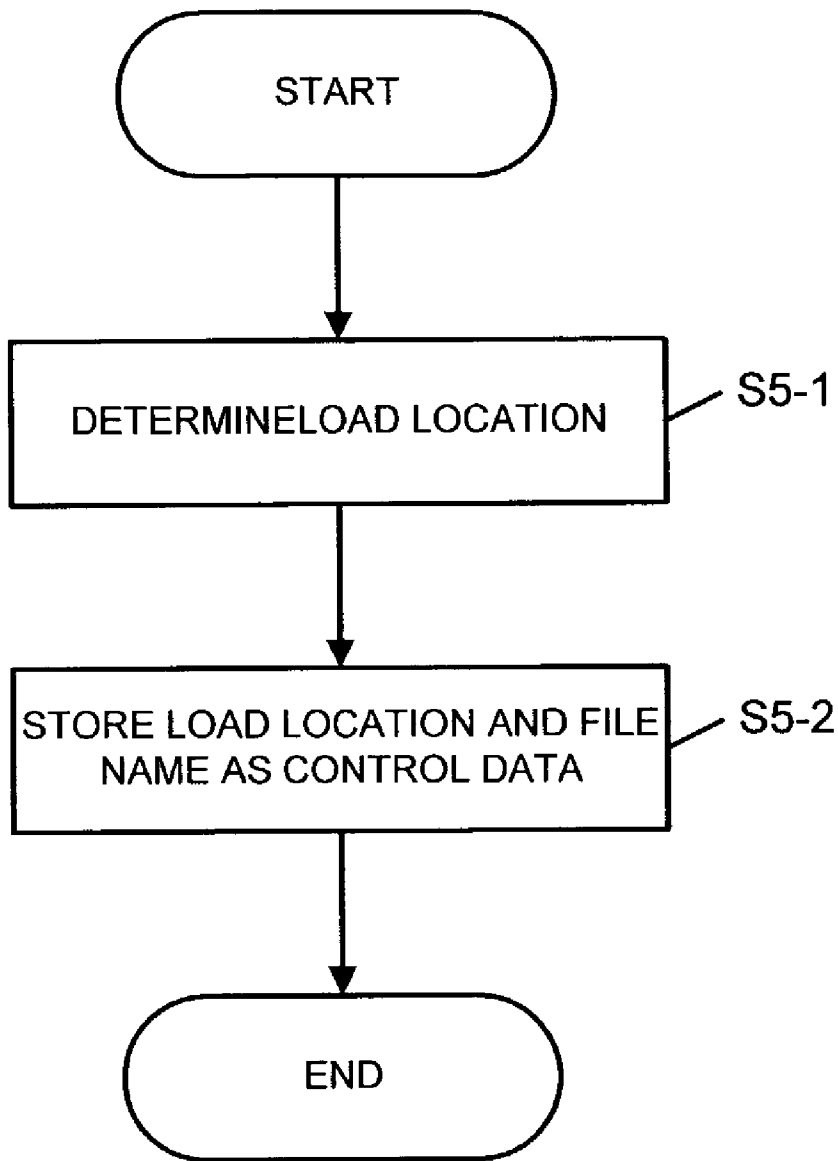 START
DETERMINELOAD LOCATION
S5-1
STORE LOAD LOCATION AND FILE
NAME AS CONTROL DATA
S5-2
END